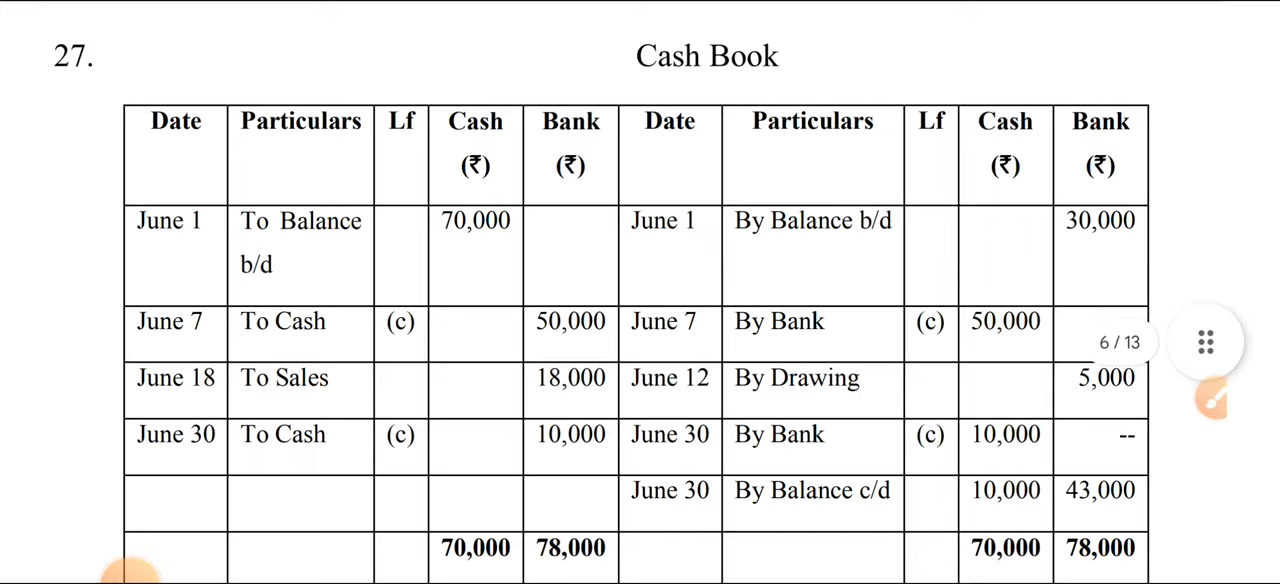 27. Cash Book
Date Particulars Lf Cash (₹) Bank (₹) Date Particulars Lf Cash (₹) Bank (₹)
June 1 To Balance b/d 70,000 June 1 By Balance b/d 30,000
June 7 To Cash (c) 50,000 June 7 By Bank (c) 50,000
6 / 13
June 18 To Sales 18,000 June 12 By Drawing 5,000
June 30 To Cash (c) 10,000 June 30 By Bank (c) 10,000 --
June 30 By Balance c/d 10,000 43,000
70,000 78,000 70,000 78,000